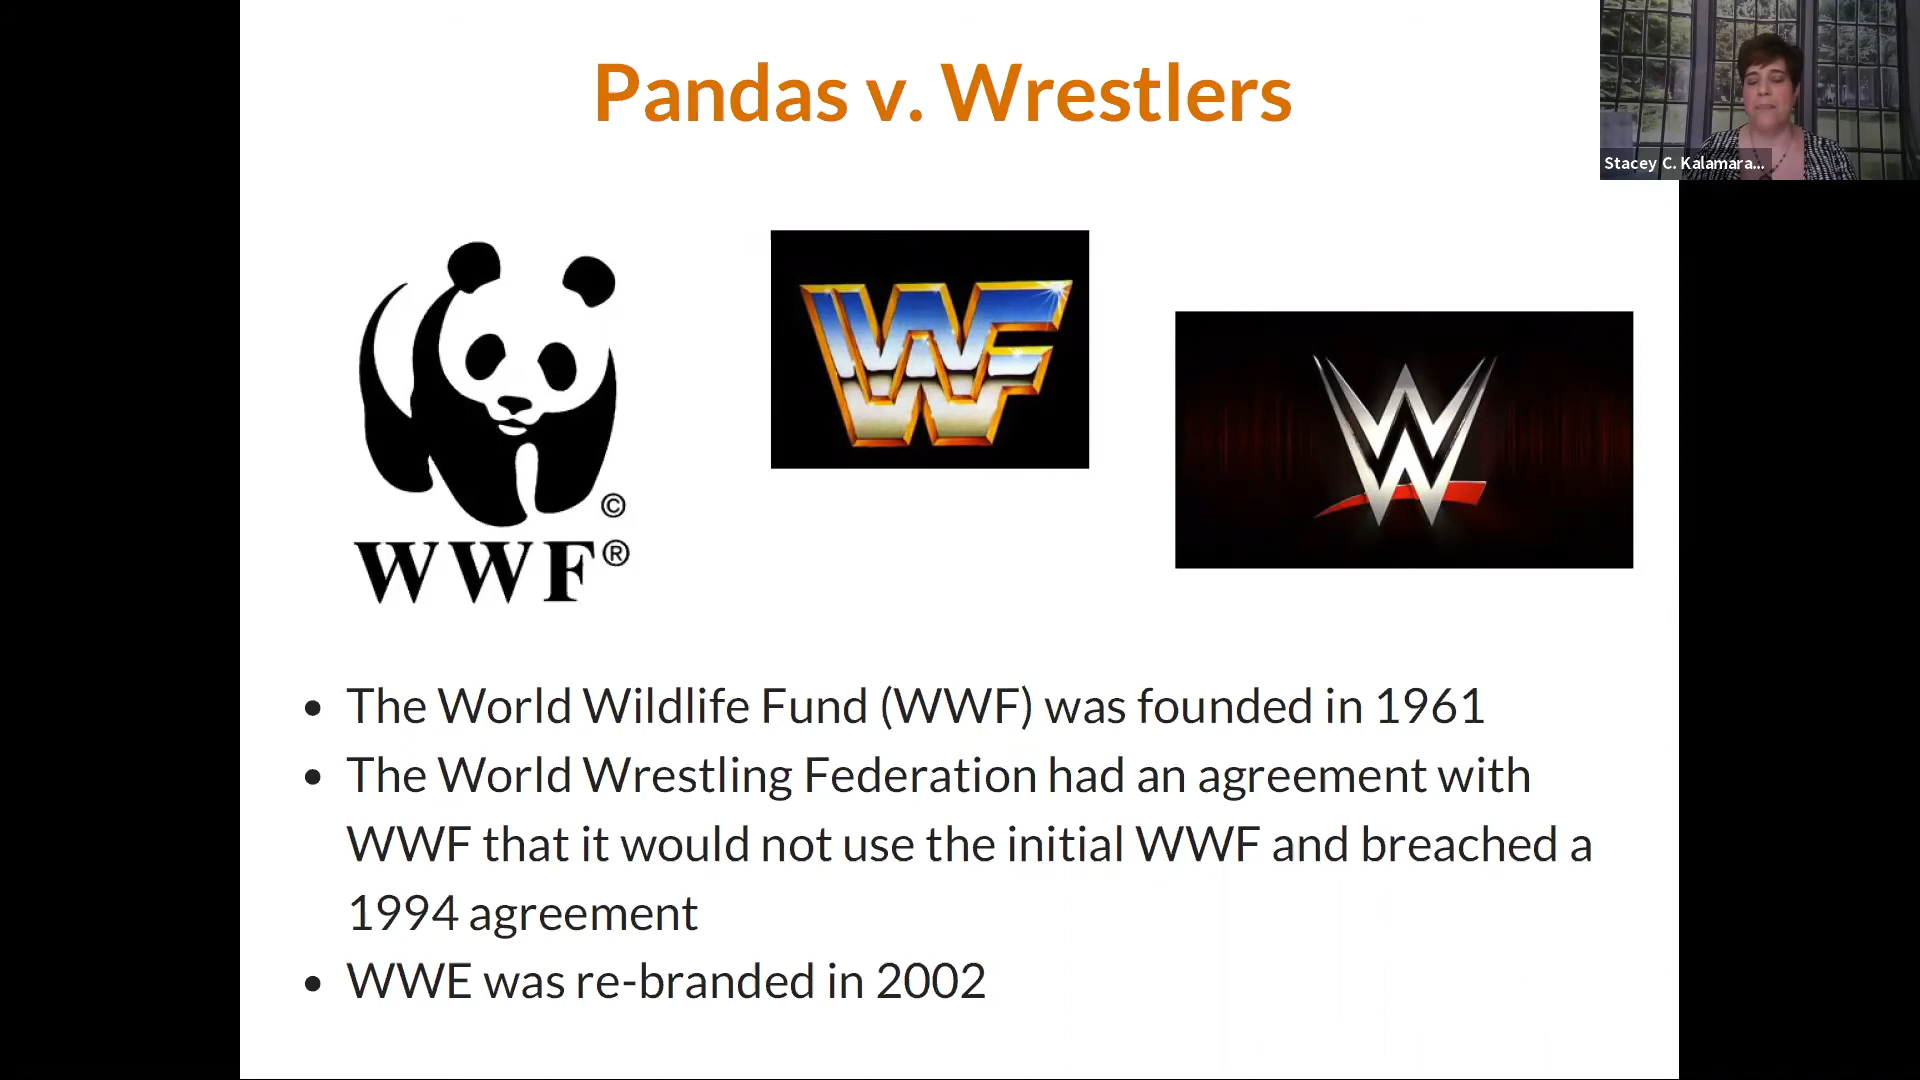 Pandas v. Wrestlers
Stacey C. Kalamara...
WWF
W
©
WWF®
The World Wildlife Fund (WWF) was founded in 1961
The World Wrestling Federation had an agreement with
WWF that it would not use the initial WWF and breached a
1994 agreement
WWE was re-branded in 2002